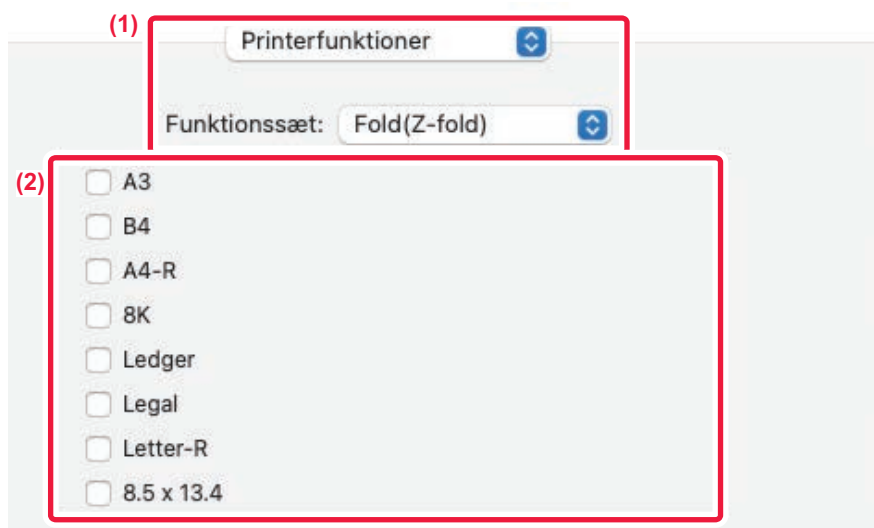 (1)
Printerfunktioner
Funktionssæt: Fold(Z-fold)
(2)
A3
B4
A4-R
8K
Ledger
Legal
Letter-R
8.5 x 13.4